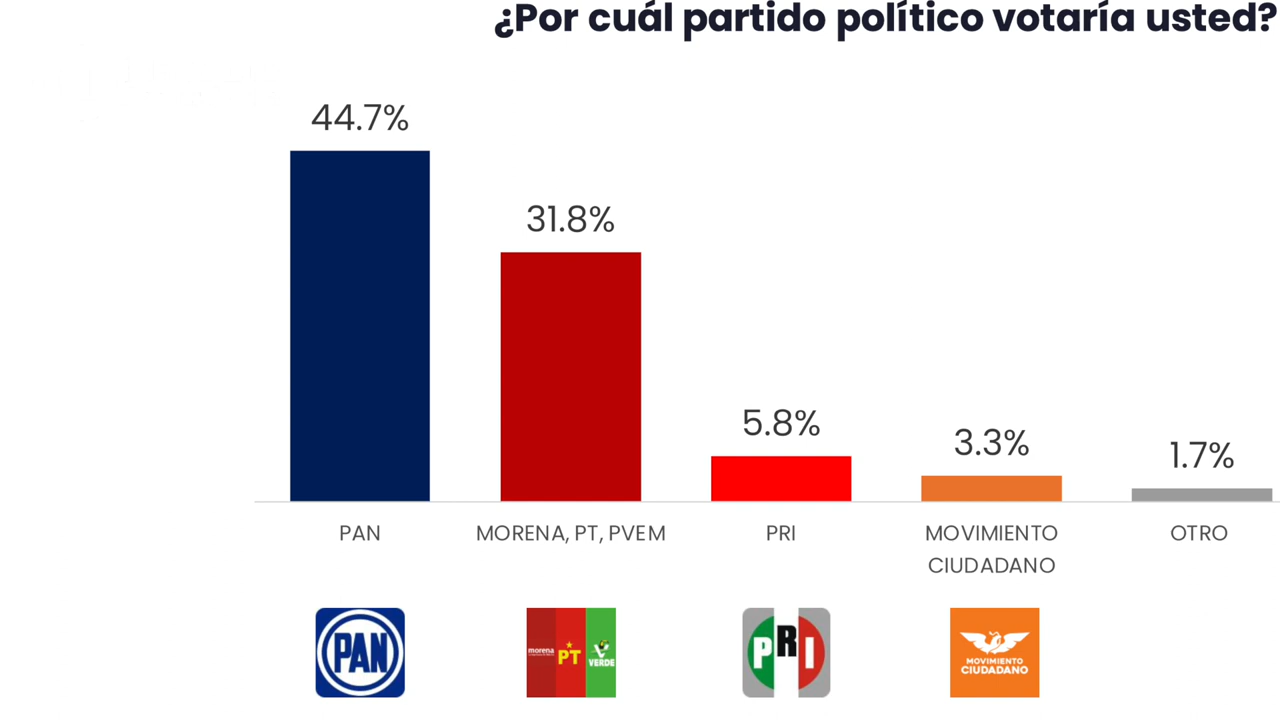 ¿Por cuál partido político votaría usted?
44.7%
31.8%
5.8%
3.3%
1.7%
PAN
MORENA, PT, PVEM
PRI
MOVIMIENTO
CIUDADANO
OTRO
PAN
morena
PT
VERDE
PRI
MOVIMIENTO
CIUDADANO